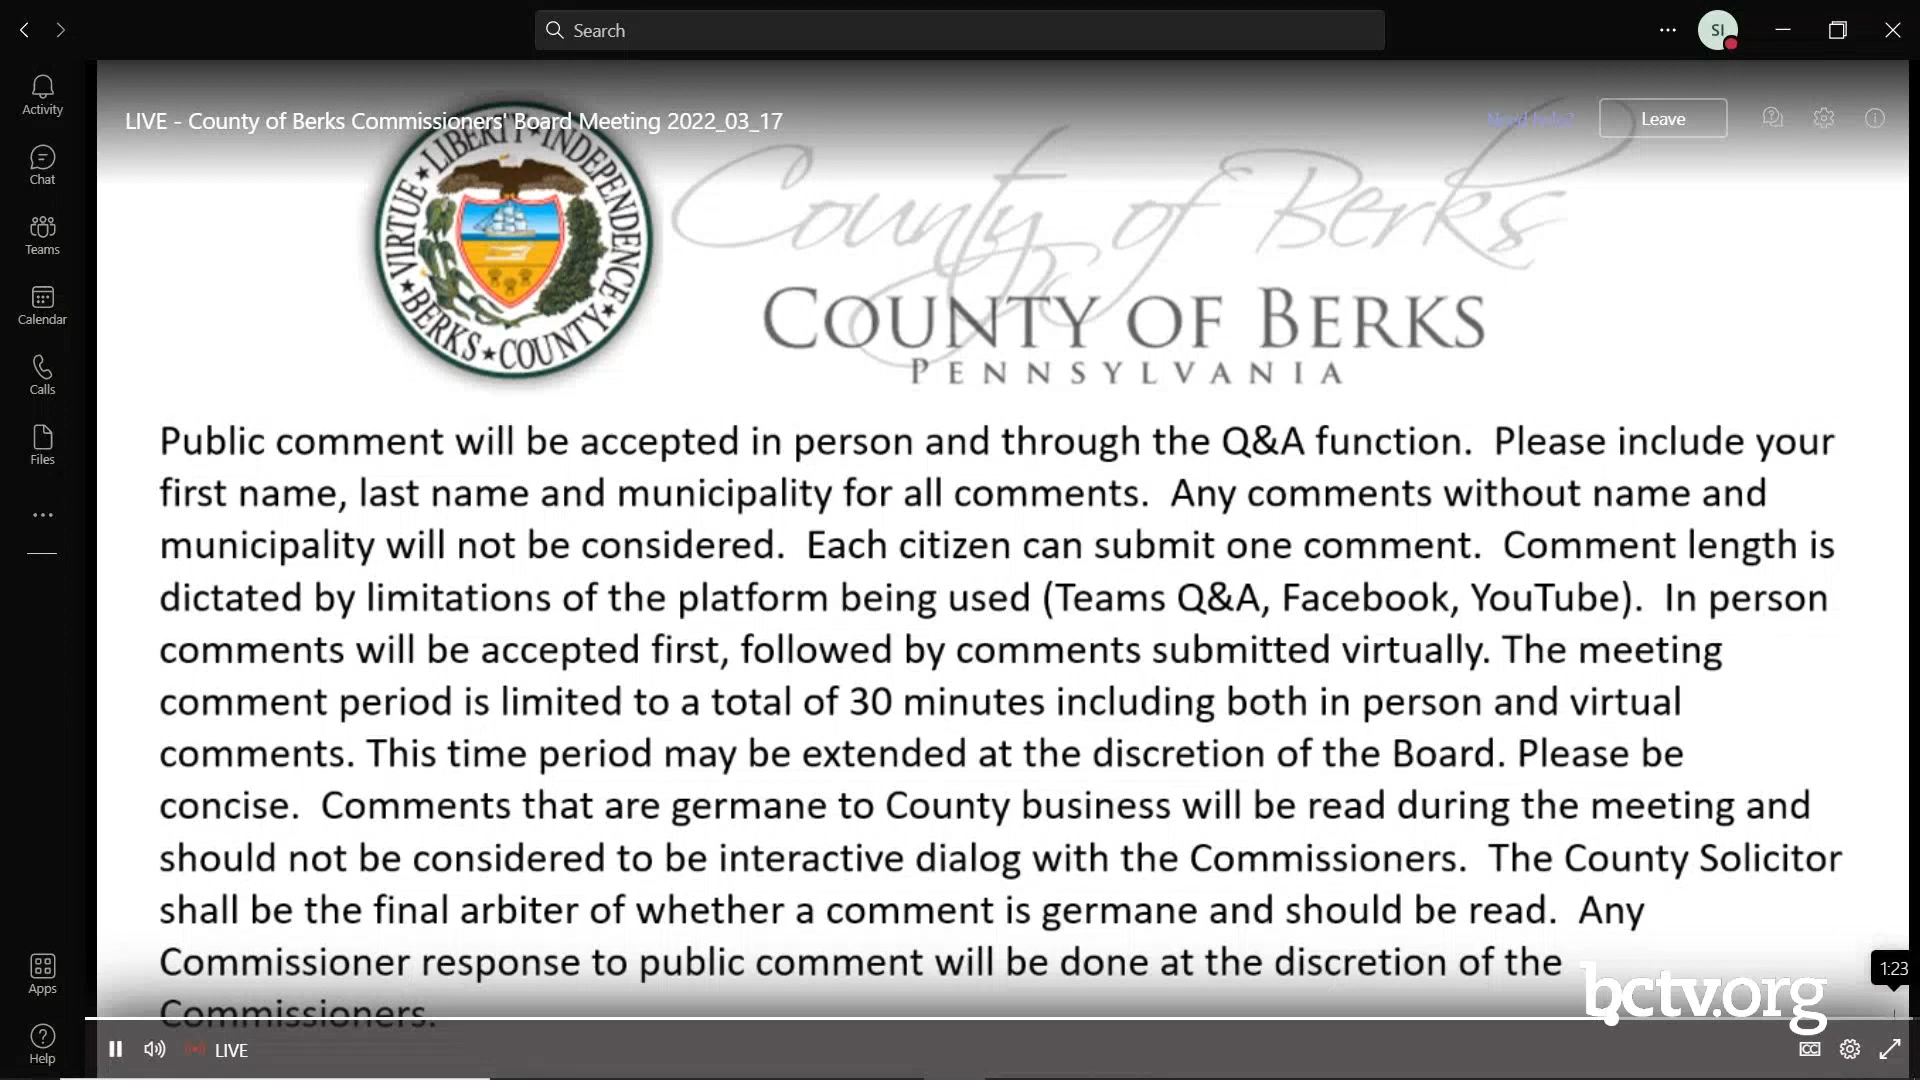 Search
SI
Activity
Chat
Teams
Calendar
Calls
Files
Apps
Help
LIVE - County of Berks Commissioners' Board Meeting 2022_03_17
Need help?
Leave
VIRTUE ★ LIBERTY ★ INDEPENDENCE ★ BERKS ★ COUNTY ★
County of Berks
COUNTY OF BERKS
PENNSYLVANIA
Public comment will be accepted in person and through the Q&A function.  Please include your
first name, last name and municipality for all comments.  Any comments without name and
municipality will not be considered.  Each citizen can submit one comment.  Comment length is
dictated by limitations of the platform being used (Teams Q&A, Facebook, YouTube).  In person
comments will be accepted first, followed by comments submitted virtually. The meeting
comment period is limited to a total of 30 minutes including both in person and virtual
comments. This time period may be extended at the discretion of the Board. Please be
concise.  Comments that are germane to County business will be read during the meeting and
should not be considered to be interactive dialog with the Commissioners.  The County Solicitor
shall be the final arbiter of whether a comment is germane and should be read.  Any
Commissioner response to public comment will be done at the discretion of the
Commissioners.
bctv.org
1:23
LIVE
CC